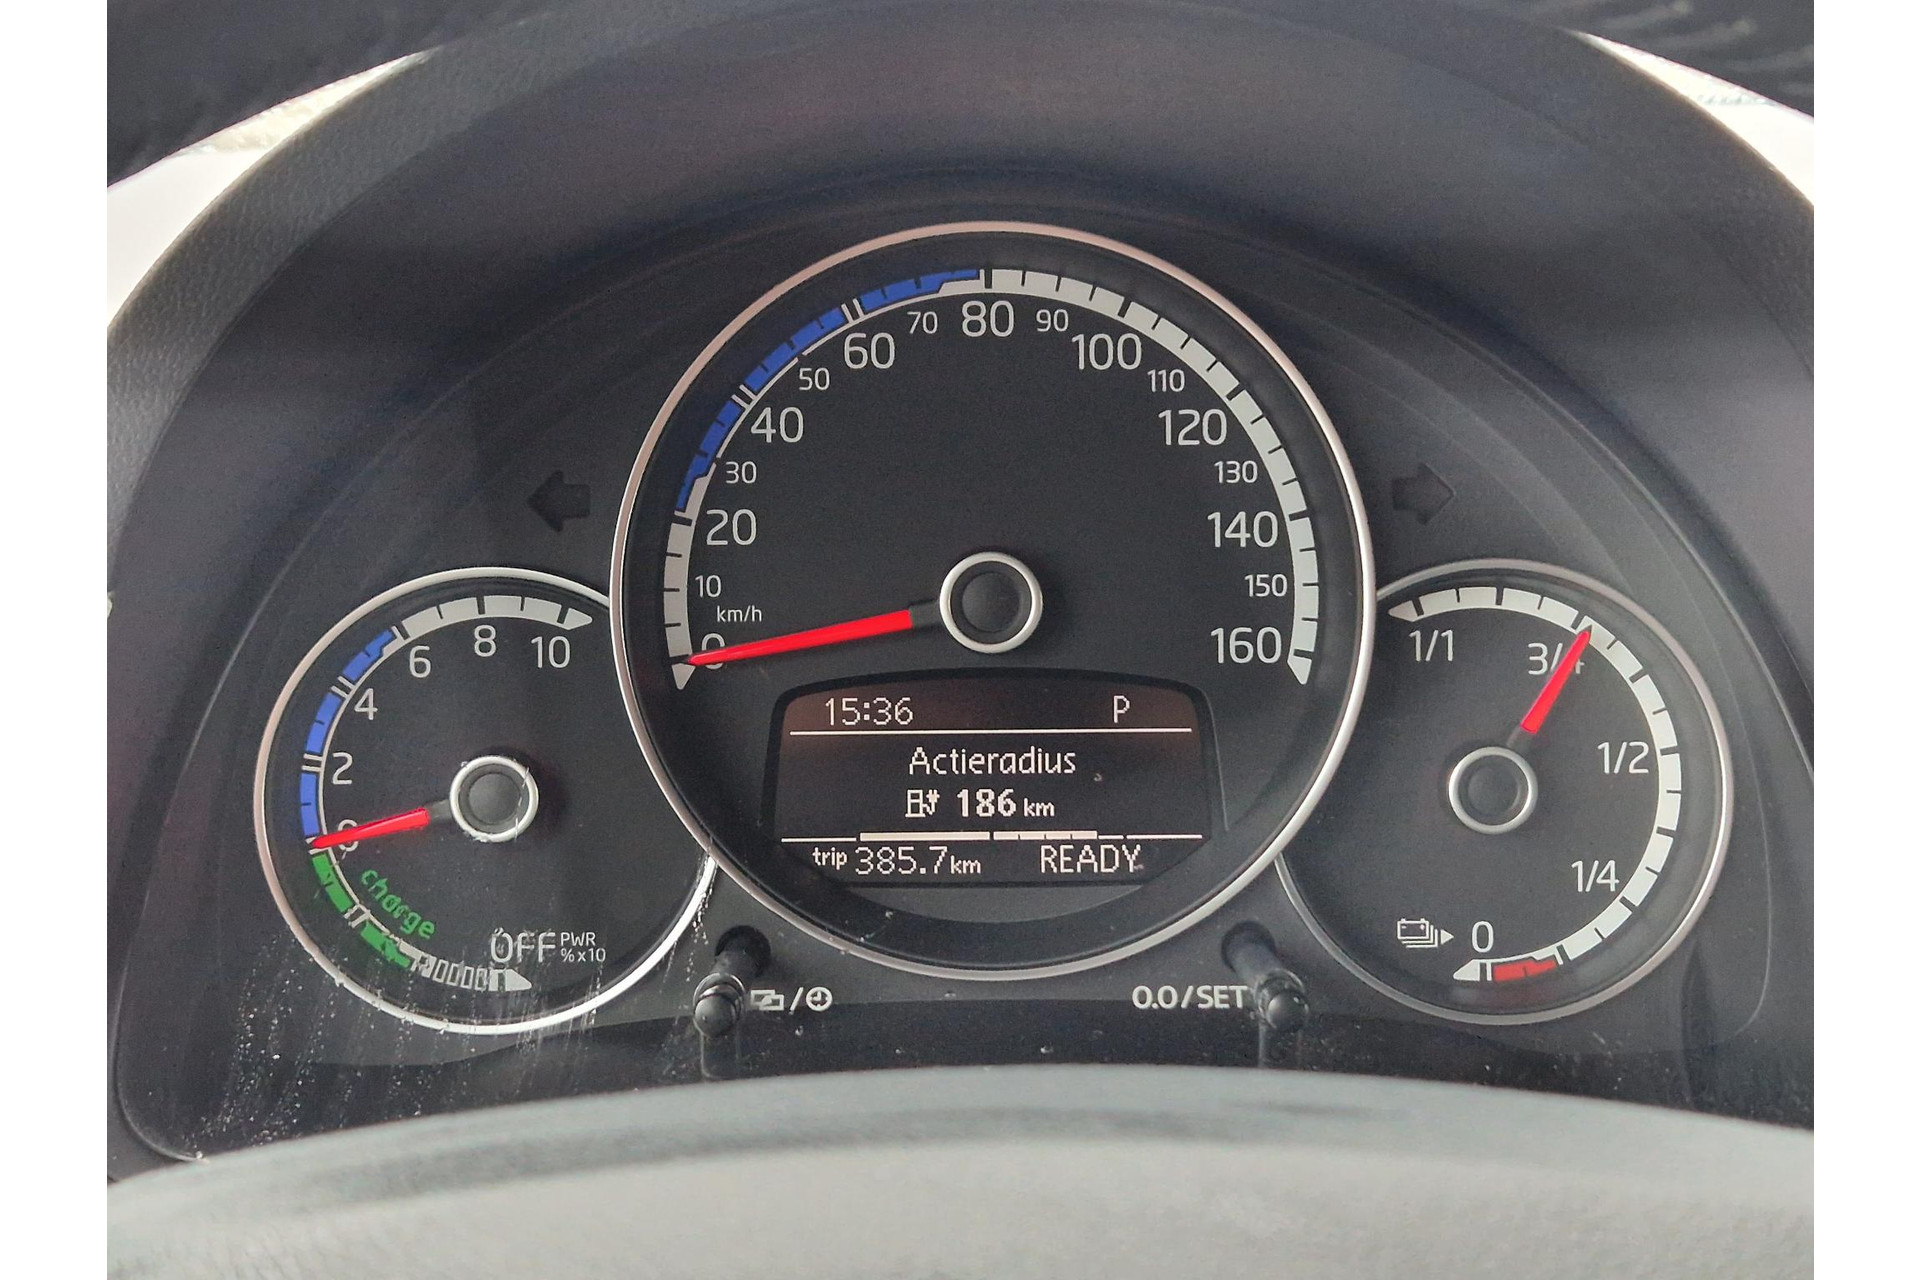 70 80 90
60 100
50 110
40 120
30 130
20 140
10 150
km/h
0 160
15:36 P
Actieradius
186 km
trip 385.7 km READY
0 2 4 6 8 10
charge
OFF PWR
%x10
1/1 3/4 1/2 1/4 0
0.0/SET